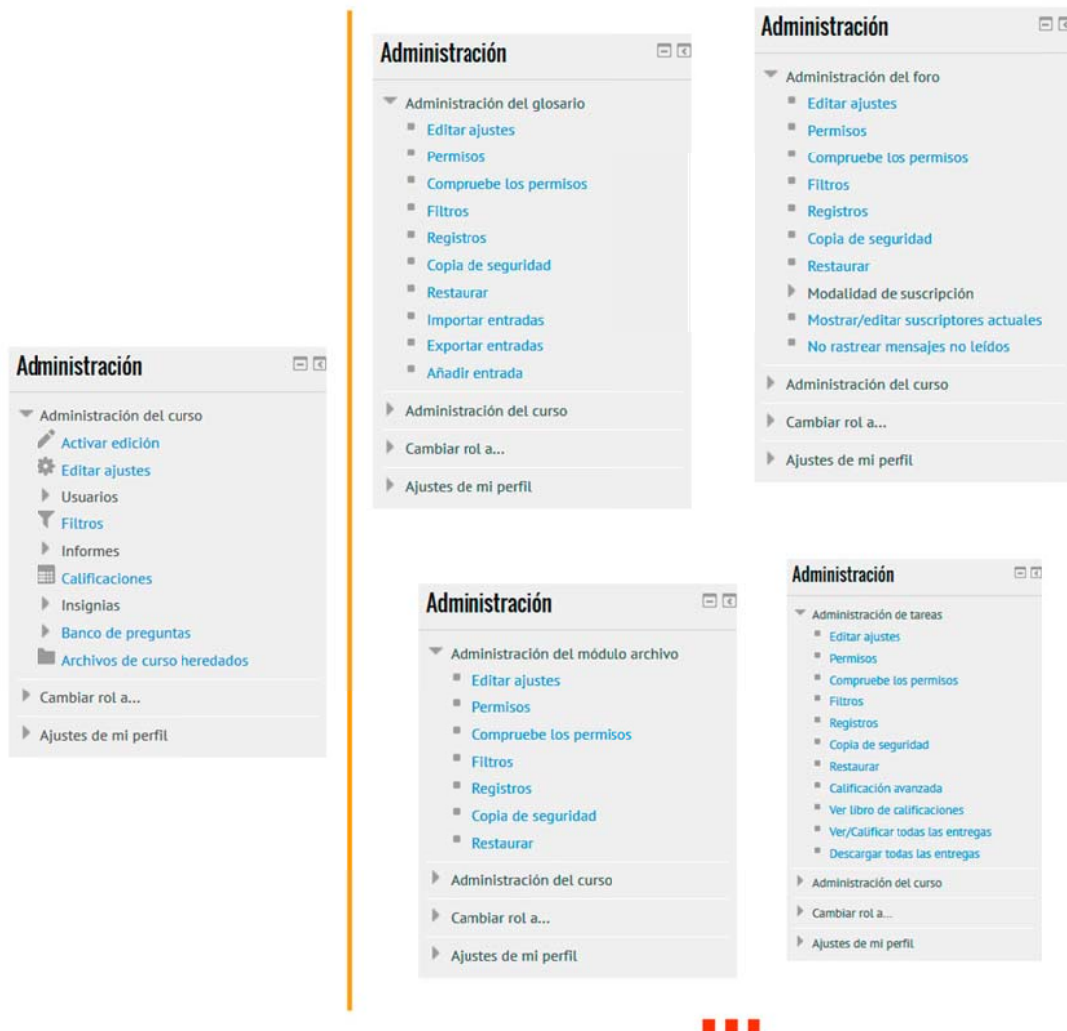 Administración
Administración del curso
Activar edición
Editar ajustes
Usuarios
Filtros
Informes
Calificaciones
Insignias
Banco de preguntas
Archivos de curso heredados
Cambiar rol a...
Ajustes de mi perfil
Administración
Administración del glosario
Editar ajustes
Permisos
Compruebe los permisos
Filtros
Registros
Copia de seguridad
Restaurar
Importar entradas
Exportar entradas
Añadir entrada
Administración del curso
Cambiar rol a...
Ajustes de mi perfil
Administración
Administración del foro
Editar ajustes
Permisos
Compruebe los permisos
Filtros
Registros
Copia de seguridad
Restaurar
Modalidad de suscripción
Mostrar/editar suscriptores actuales
No rastrear mensajes no leídos
Administración del curso
Cambiar rol a...
Ajustes de mi perfil
Administración
Administración del módulo archivo
Editar ajustes
Permisos
Compruebe los permisos
Filtros
Registros
Copia de seguridad
Restaurar
Administración del curso
Cambiar rol a...
Ajustes de mi perfil
Administración
Administración de tareas
Editar ajustes
Permisos
Compruebe los permisos
Filtros
Registros
Copia de seguridad
Restaurar
Calificación avanzada
Ver libro de calificaciones
Ver/Calificar todas las entregas
Descargar todas las entregas
Administración del curso
Cambiar rol a...
Ajustes de mi perfil